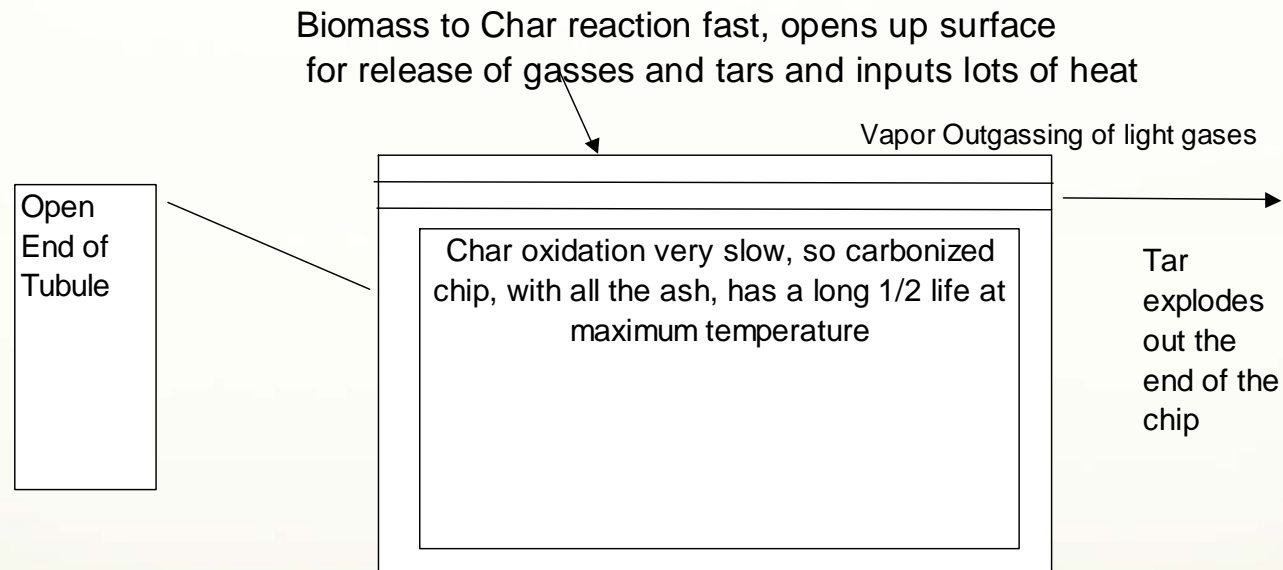 Biomass to Char reaction fast, opens up surface
for release of gasses and tars and inputs lots of heat
Vapor Outgassing of light gases
Open
End of
Tubule
Char oxidation very slow, so carbonized
chip, with all the ash, has a long 1/2 life at
maximum temperature
Tar
explodes
out the
end of the
chip